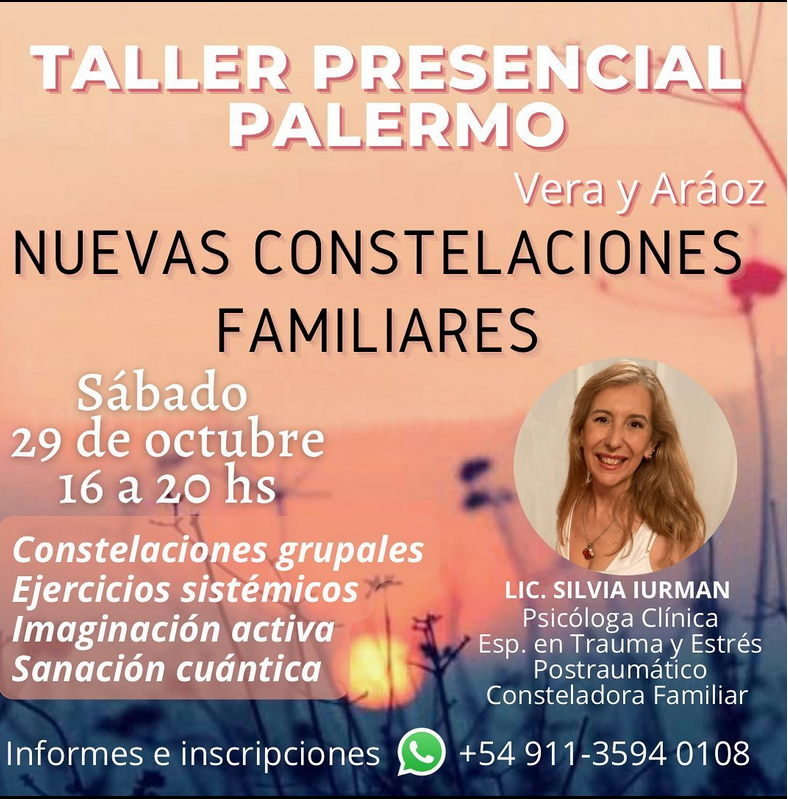 TALLER PRESENCIAL
PALERMO
Vera y Aráoz
NUEVAS CONSTELACIONES
FAMILIARES
Sábado
29 de octubre
16 a 20 hs
Constelaciones grupales
Ejercicios sistémicos
Imaginación activa
Sanación cuántica
LIC. SILVIA IURMAN
Psicóloga Clínica
Esp. en Trauma y Estrés
Postraumático
Consteladora Familiar
Informes e inscripciones +54 911-3594 0108